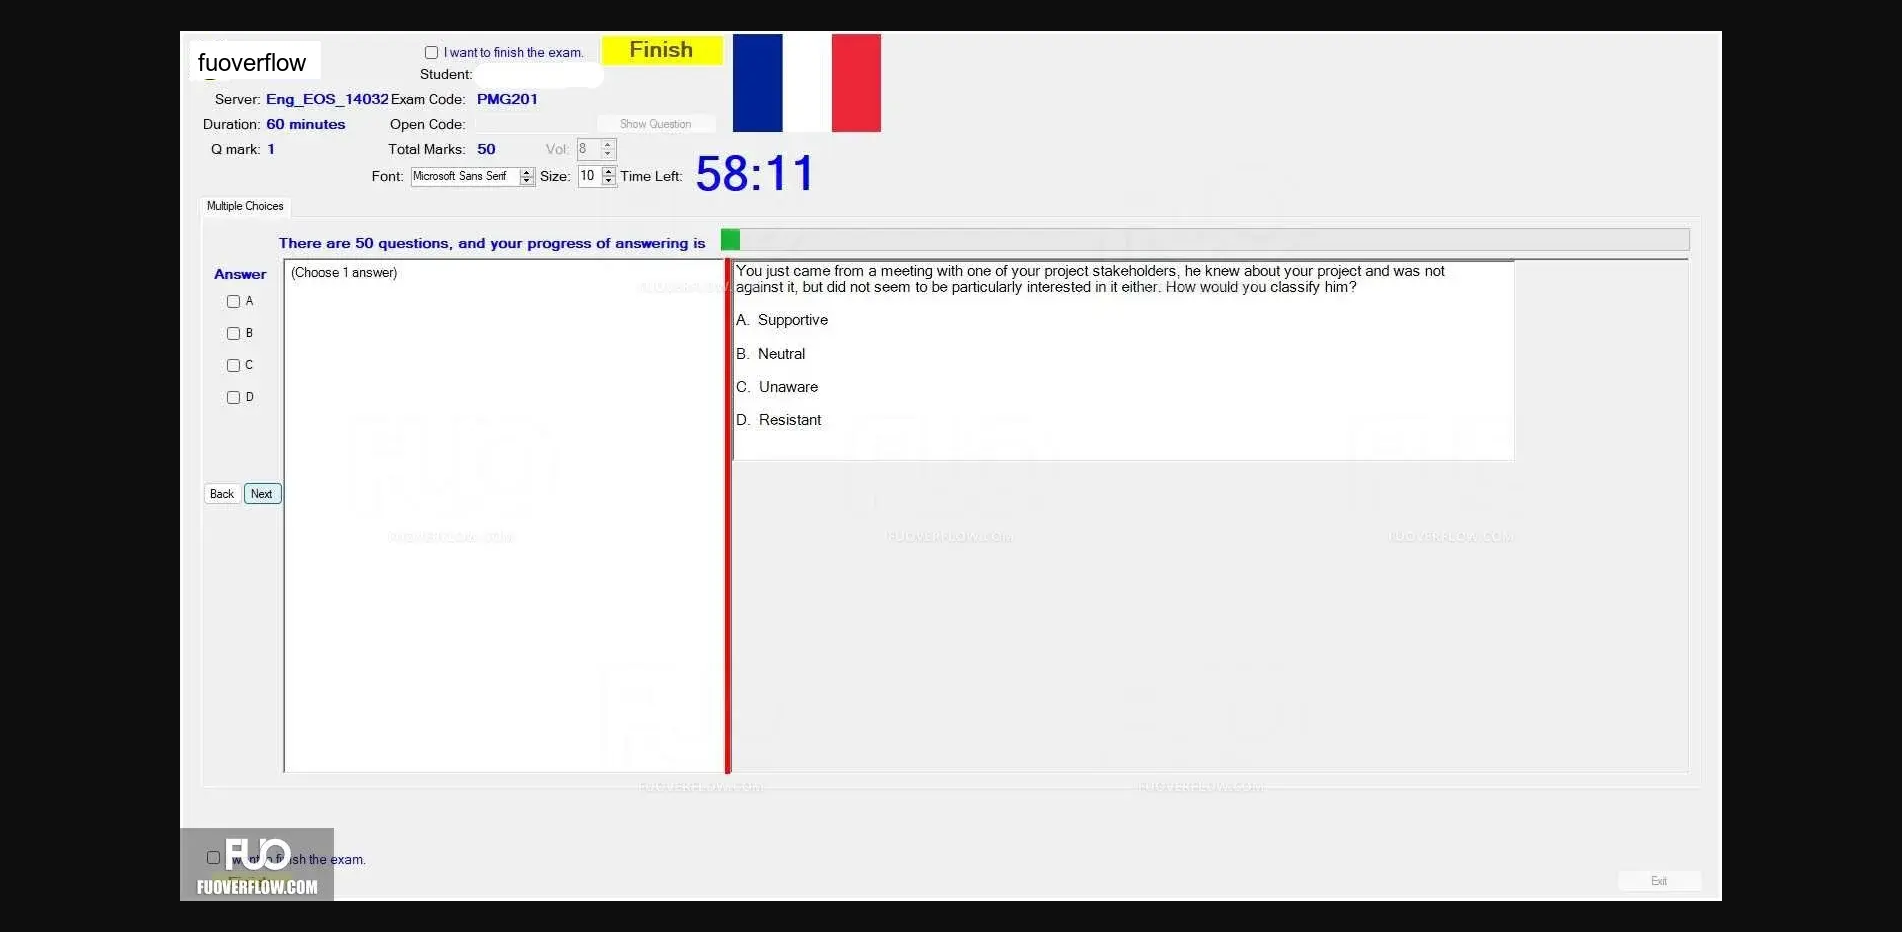 fuoverflow
I want to finish the exam.
Finish
Student:
Server: Eng_EOS_14032 Exam Code: PMG201
Duration: 60 minutes Open Code: Show Question
Q mark: 1 Total Marks: 50 Vol: 8
Font: Microsoft Sans Serif Size: 10 Time Left: 58:11
Multiple Choices
There are 50 questions, and your progress of answering is
Answer
A
B
C
D
Back Next
(Choose 1 answer)
You just came from a meeting with one of your project stakeholders, he knew about your project and was not
against it, but did not seem to be particularly interested in it either. How would you classify him?
A. Supportive
B. Neutral
C. Unaware
D. Resistant
FUOVERFLOW.COM
FUOVERFLOW.COM
FUOVERFLOW.COM
FUOVERFLOW.COM
FUOVERFLOW.COM
FUO
want to finish the exam.
FUOVERFLOW.COM
Exit